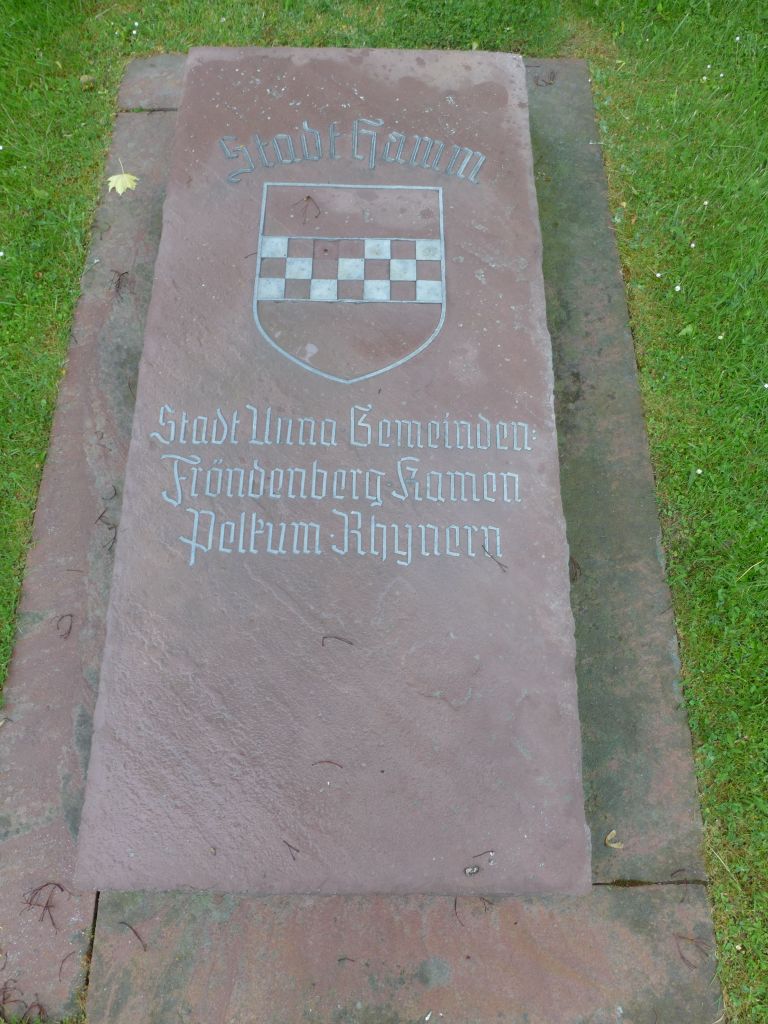 Stadt Hamm
Stadt Unna Gemeinden:
Fröndenberg·Kamen
Pelkum·Rhynern